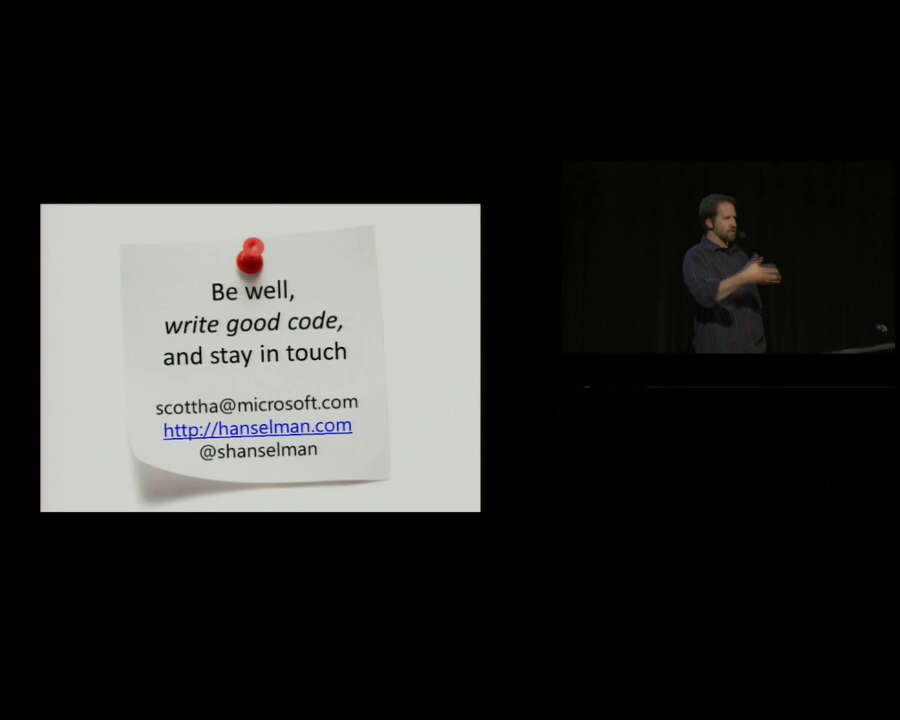 Be well,
write good code,
and stay in touch
scottha@microsoft.com
http://hanselman.com
@shanselman